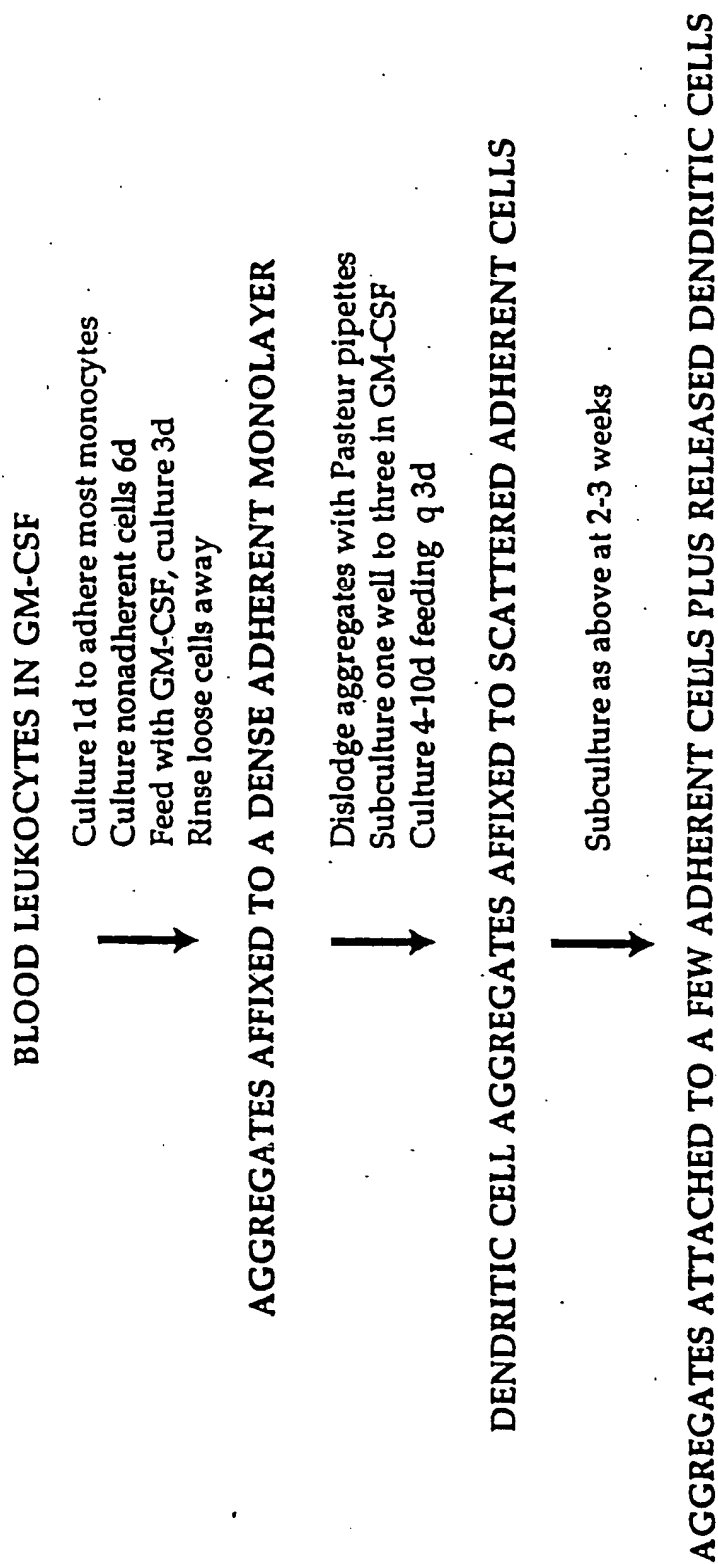 BLOOD LEUKOCYTES IN GM-CSF
Culture 1d to adhere most monocytes
Culture nonadherent cells 6d
Feed with GM-CSF, culture 3d
Rinse loose cells away
AGGREGATES AFFIXED TO A DENSE ADHERENT MONOLAYER
Dislodge aggregates with Pasteur pipettes
Subculture one well to three in GM-CSF
Culture 4-10d feeding q 3d
DENDRITIC CELL AGGREGATES AFFIXED TO SCATTERED ADHERENT CELLS
Subculture as above at 2-3 weeks
AGGREGATES ATTACHED TO A FEW ADHERENT CELLS PLUS RELEASED DENDRITIC CELLS